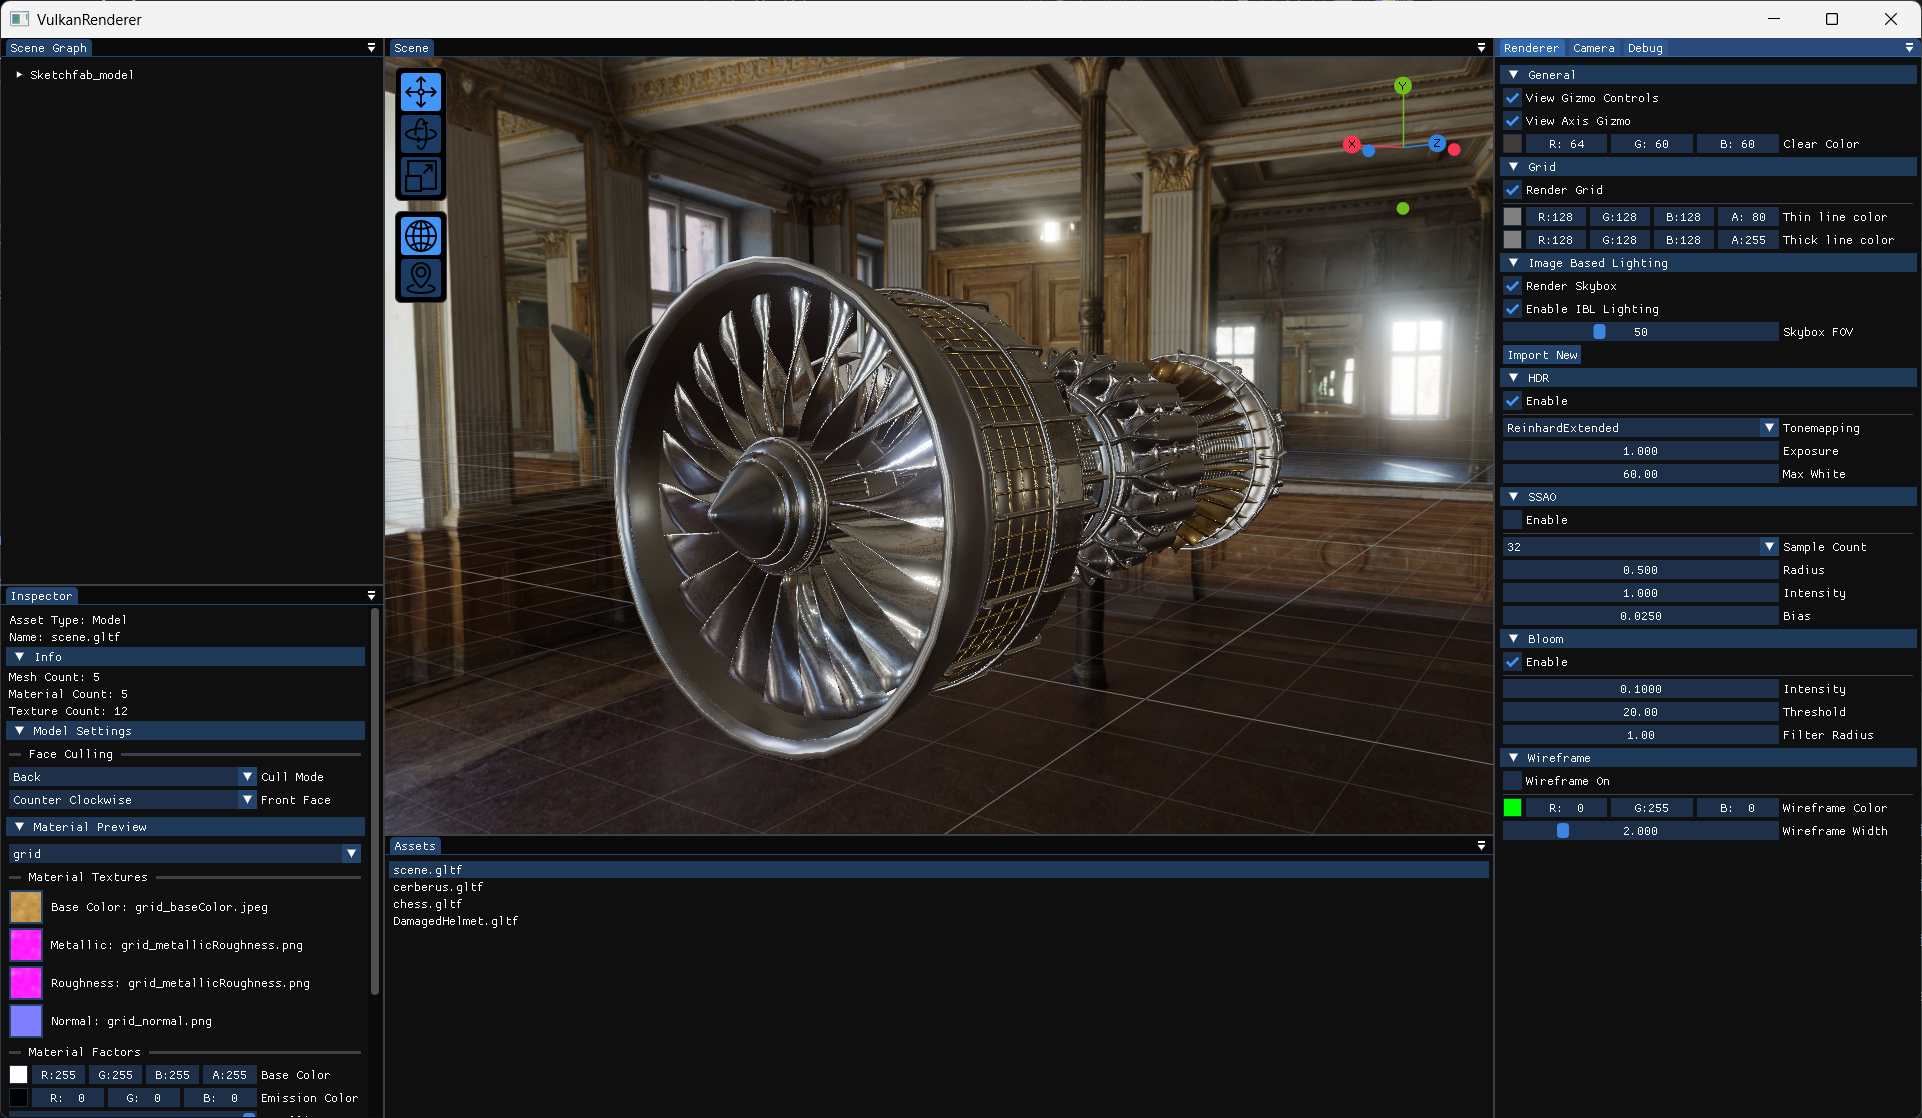 VulkanRenderer
Scene Graph
Sketchfab_model
Inspector
Asset Type: Model
Name: scene.gltf
Info
Mesh Count: 5
Material Count: 5
Texture Count: 12
Model Settings
Face Culling
Back Cull Mode
Counter Clockwise Front Face
Material Preview
grid
Material Textures
Base Color: grid_baseColor.jpeg
Metallic: grid_metallicRoughness.png
Roughness: grid_metallicRoughness.png
Normal: grid_normal.png
Material Factors
R:255 G:255 B:255 A:255 Base Color
R: 0 G: 0 B: 0 Emission Color
Scene
Y
X Z
Assets
scene.gltf
cerberus.gltf
chess.gltf
DamagedHelmet.gltf
Renderer Camera Debug
General
View Gizmo Controls
View Axis Gizmo
R: 64 G: 60 B: 60 Clear Color
Grid
Render Grid
R:128 G:128 B:128 A: 80 Thin line color
R:128 G:128 B:128 A:255 Thick line color
Image Based Lighting
Render Skybox
Enable IBL Lighting
50 Skybox FOV
Import New
HDR
Enable
ReinhardExtended Tonemapping
1.000 Exposure
60.00 Max White
SSAO
Enable
32 Sample Count
0.500 Radius
1.000 Intensity
0.0250 Bias
Bloom
Enable
0.1000 Intensity
20.00 Threshold
1.00 Filter Radius
Wireframe
Wireframe On
R: 0 G:255 B: 0 Wireframe Color
2.000 Wireframe Width